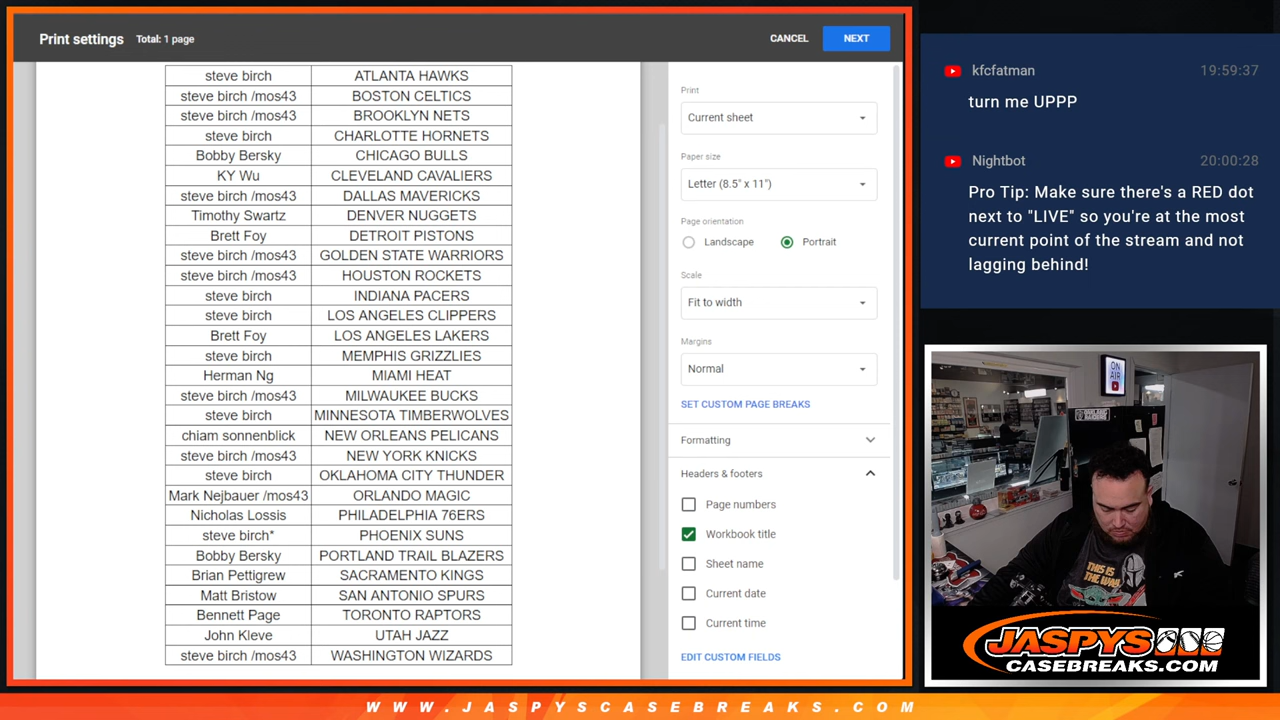 Print settings Total: 1 page CANCEL NEXT
steve birch ATLANTA HAWKS
steve birch /mos43 BOSTON CELTICS
steve birch /mos43 BROOKLYN NETS
steve birch CHARLOTTE HORNETS
Bobby Bersky CHICAGO BULLS
KY Wu CLEVELAND CAVALIERS
steve birch /mos43 DALLAS MAVERICKS
Timothy Swartz DENVER NUGGETS
Brett Foy DETROIT PISTONS
steve birch /mos43 GOLDEN STATE WARRIORS
steve birch /mos43 HOUSTON ROCKETS
steve birch INDIANA PACERS
steve birch LOS ANGELES CLIPPERS
Brett Foy LOS ANGELES LAKERS
steve birch MEMPHIS GRIZZLIES
Herman Ng MIAMI HEAT
steve birch /mos43 MILWAUKEE BUCKS
steve birch MINNESOTA TIMBERWOLVES
chiam sonnenblick NEW ORLEANS PELICANS
steve birch /mos43 NEW YORK KNICKS
steve birch OKLAHOMA CITY THUNDER
Mark Nejbauer /mos43 ORLANDO MAGIC
Nicholas Lossis PHILADELPHIA 76ERS
steve birch* PHOENIX SUNS
Bobby Bersky PORTLAND TRAIL BLAZERS
Brian Pettigrew SACRAMENTO KINGS
Matt Bristow SAN ANTONIO SPURS
Bennett Page TORONTO RAPTORS
John Kleve UTAH JAZZ
steve birch /mos43 WASHINGTON WIZARDS
Print
Current sheet
Paper size
Letter (8.5" x 11")
Page orientation
Landscape Portrait
Scale
Fit to width
Margins
Normal
SET CUSTOM PAGE BREAKS
Formatting
Headers & footers
Page numbers
Workbook title
Sheet name
Current date
Current time
EDIT CUSTOM FIELDS
kfcfatman 19:59:37
turn me UPPP
Nightbot 20:00:28
Pro Tip: Make sure there's a RED dot
next to "LIVE" so you're at the most
current point of the stream and not
lagging behind!
ON
AIR
THIS IS
THE WAY
JASPYS
CASEBREAKS.COM
WWW.JASPYSCASEBREAKS.COM